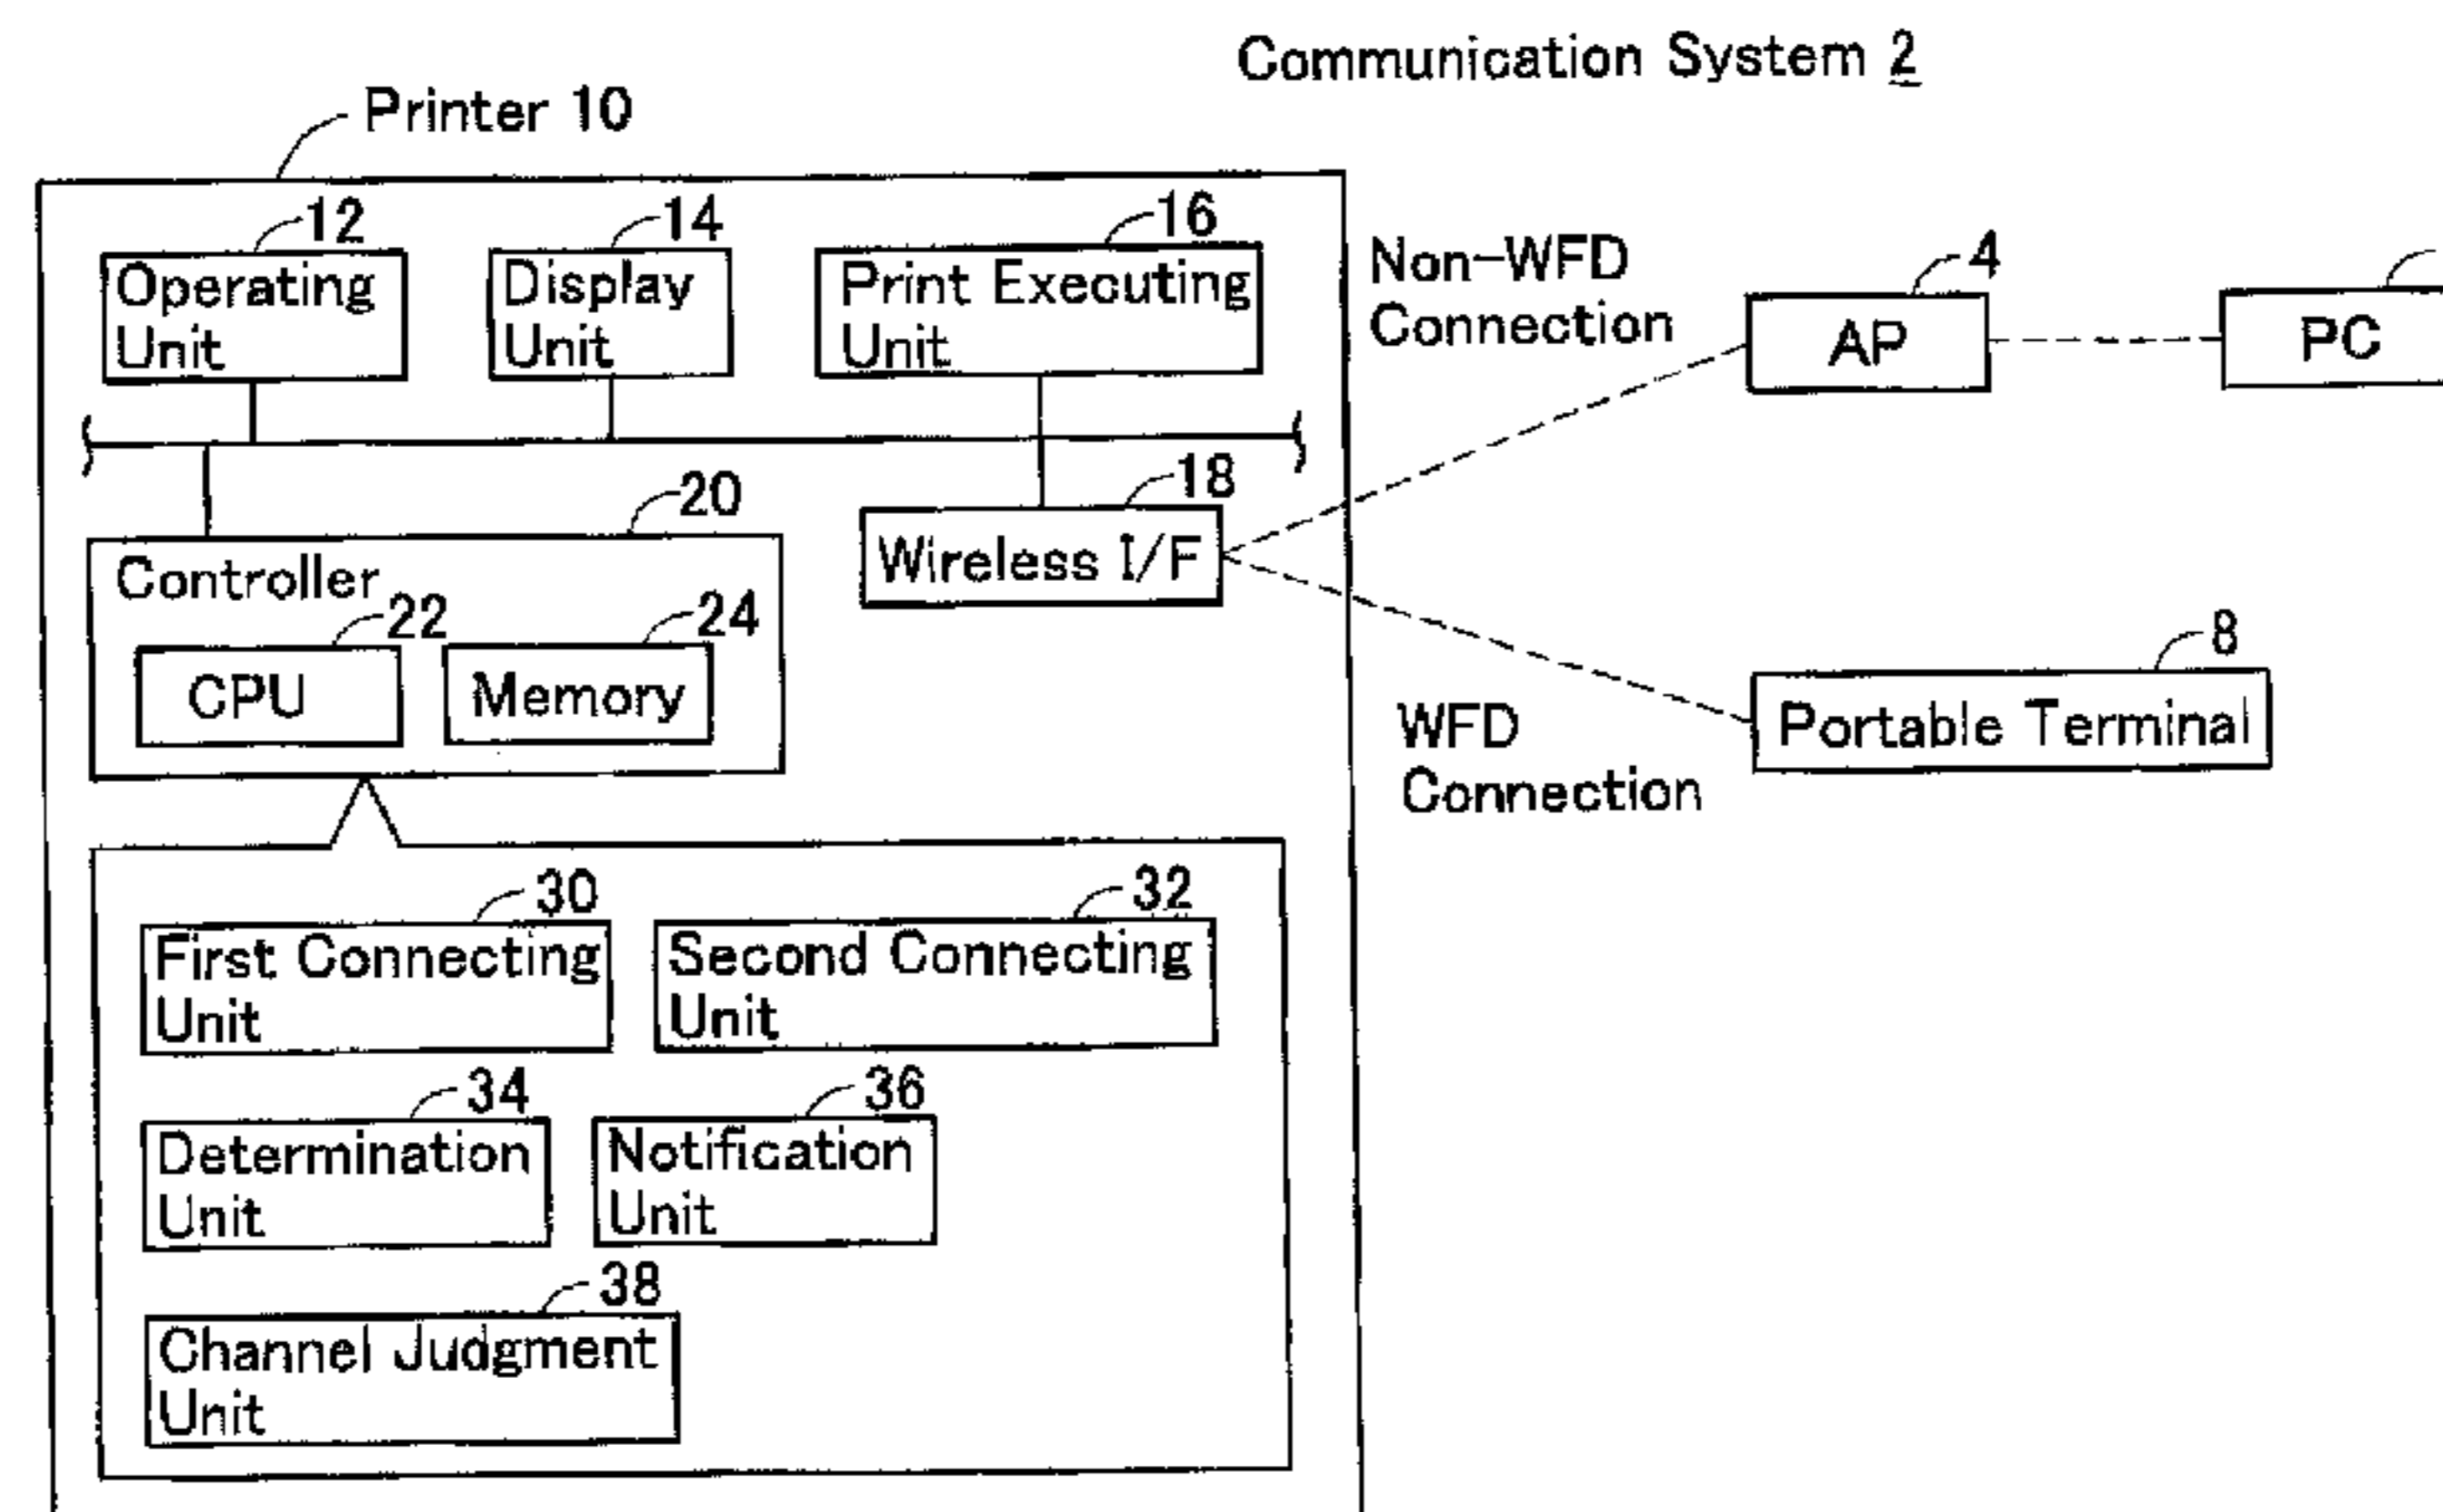 Communication System 2
Printer 10
12
14
16
Operating
Unit
Display
Unit
Print Executing
Unit
Non-WFD
Connection
4
AP
PC
18
Wireless I/F
20
Controller
22
CPU
24
Memory
8
Portable Terminal
WFD
Connection
30
First Connecting
Unit
32
Second Connecting
Unit
34
Determination
Unit
36
Notification
Unit
38
Channel Judgment
Unit